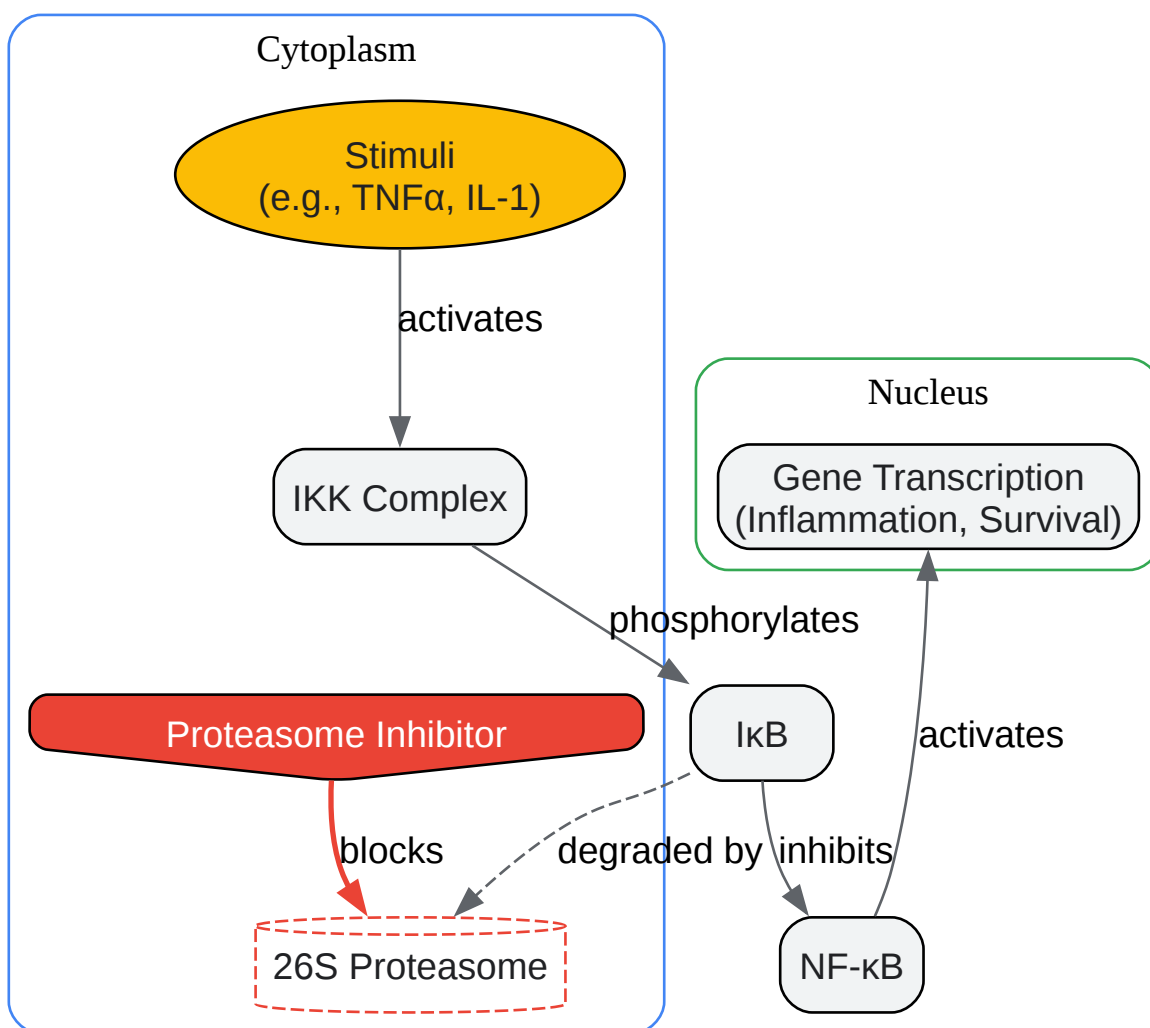 Cytoplasm
Stimuli
(e.g., TNFα, IL-1)
activates
Nucleus
IKK Complex
Gene Transcription
(Inflammation, Survival)
phosphorylates
Proteasome Inhibitor
IκB
activates
blocks
degraded by
inhibits
26S Proteasome
NF-κB